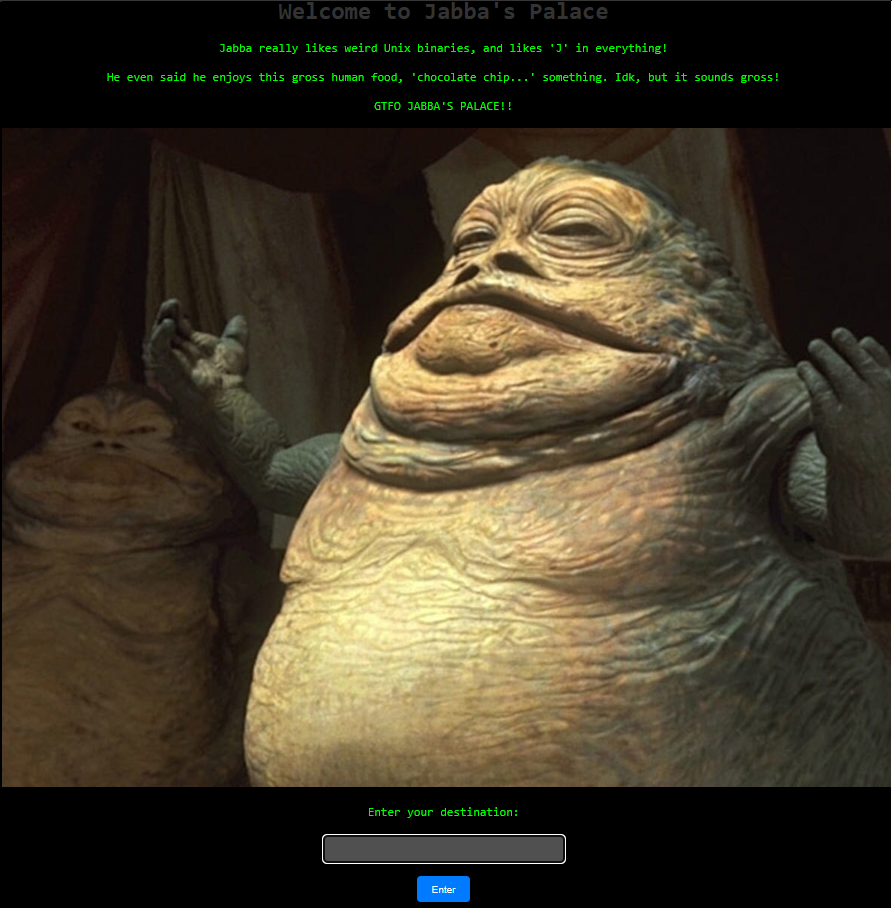 Welcome to Jabba's Palace
Jabba really likes weird Unix binaries, and likes 'J' in everything!
He even said he enjoys this gross human food, 'chocolate chip...' something. Idk, but it sounds gross!
GTFO JABBA'S PALACE!!
Enter your destination:
Enter